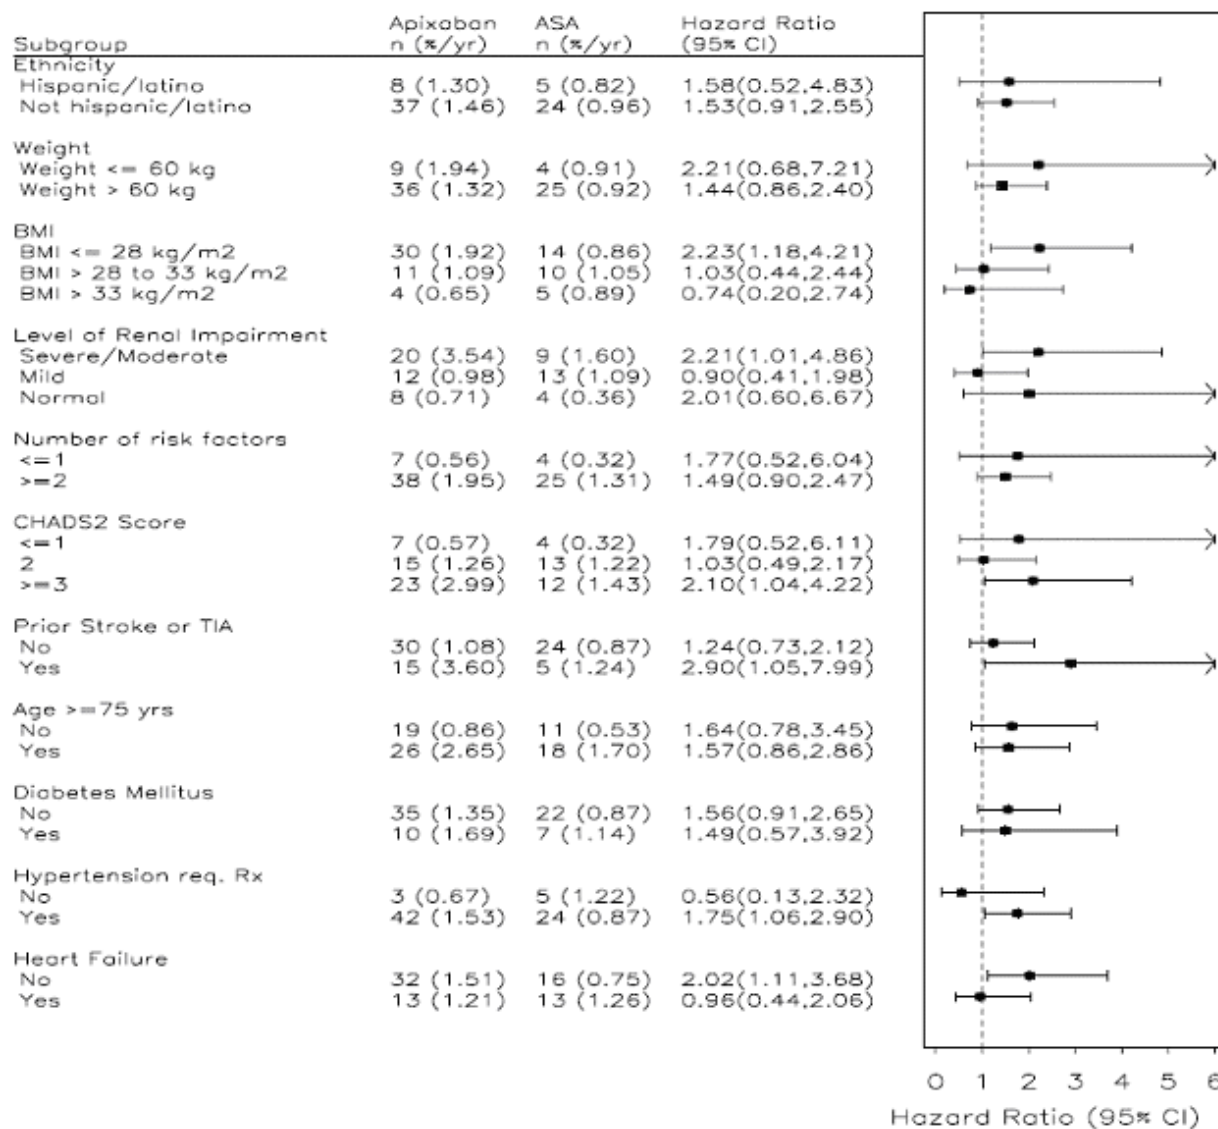 Apixaban ASA Hazard Ratio
Subgroup n (%/yr) n (%/yr) (95% CI)
Ethnicity
Hispanic/latino 8 (1.30) 5 (0.82) 1.58(0.52,4.83)
Not hispanic/latino 37 (1.46) 24 (0.96) 1.53(0.91,2.55)
Weight
Weight <= 60 kg 9 (1.94) 4 (0.91) 2.21(0.68,7.21)
Weight > 60 kg 36 (1.32) 25 (0.92) 1.44(0.86,2.40)
BMI
BMI <= 28 kg/m2 30 (1.92) 14 (0.86) 2.23(1.18,4.21)
BMI > 28 to 33 kg/m2 11 (1.09) 10 (1.05) 1.03(0.44,2.44)
BMI > 33 kg/m2 4 (0.65) 5 (0.89) 0.74(0.20,2.74)
Level of Renal Impairment
Severe/Moderate 20 (3.54) 9 (1.60) 2.21(1.01,4.86)
Mild 12 (0.98) 13 (1.09) 0.90(0.41,1.98)
Normal 8 (0.71) 4 (0.36) 2.01(0.60,6.67)
Number of risk factors
<=1 7 (0.56) 4 (0.32) 1.77(0.52,6.04)
>=2 38 (1.95) 25 (1.31) 1.49(0.90,2.47)
CHADS2 Score
<=1 7 (0.57) 4 (0.32) 1.79(0.52,6.11)
2 15 (1.26) 13 (1.22) 1.03(0.49,2.17)
>=3 23 (2.99) 12 (1.43) 2.10(1.04,4.22)
Prior Stroke or TIA
No 30 (1.08) 24 (0.87) 1.24(0.73,2.12)
Yes 15 (3.60) 5 (1.24) 2.90(1.05,7.99)
Age >=75 yrs
No 19 (0.86) 11 (0.53) 1.64(0.78,3.45)
Yes 26 (2.65) 18 (1.70) 1.57(0.86,2.86)
Diabetes Mellitus
No 35 (1.35) 22 (0.87) 1.56(0.91,2.65)
Yes 10 (1.69) 7 (1.14) 1.49(0.57,3.92)
Hypertension req. Rx
No 3 (0.67) 5 (1.22) 0.56(0.13,2.32)
Yes 42 (1.53) 24 (0.87) 1.75(1.06,2.90)
Heart Failure
No 32 (1.51) 16 (0.75) 2.02(1.11,3.68)
Yes 13 (1.21) 13 (1.26) 0.96(0.44,2.06)
0 1 2 3 4 5 6
Hazard Ratio (95% CI)